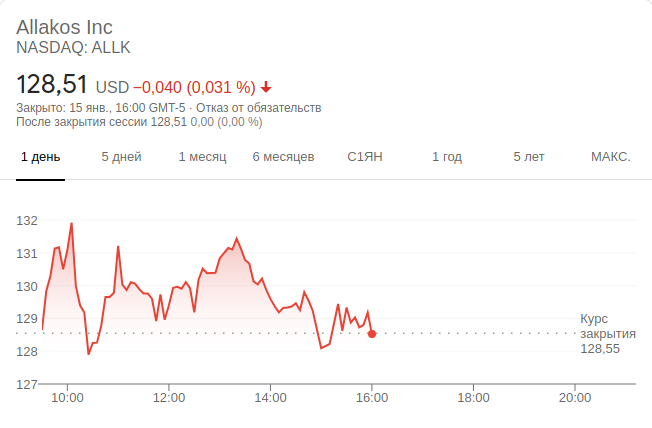 Allakos Inc
NASDAQ: ALLK
128,51 USD −0,040 (0,031 %)
Закрыто: 15 янв., 16:00 GMT-5 · Отказ от обязательств
После закрытия сессии 128,51 0,00 (0,00 %)
1 день 5 дней 1 месяц 6 месяцев С1ЯН 1 год 5 лет МАКС.
132
131
130
129
128
127
Курс
закрытия
128,55
10:00 12:00 14:00 16:00 18:00 20:00